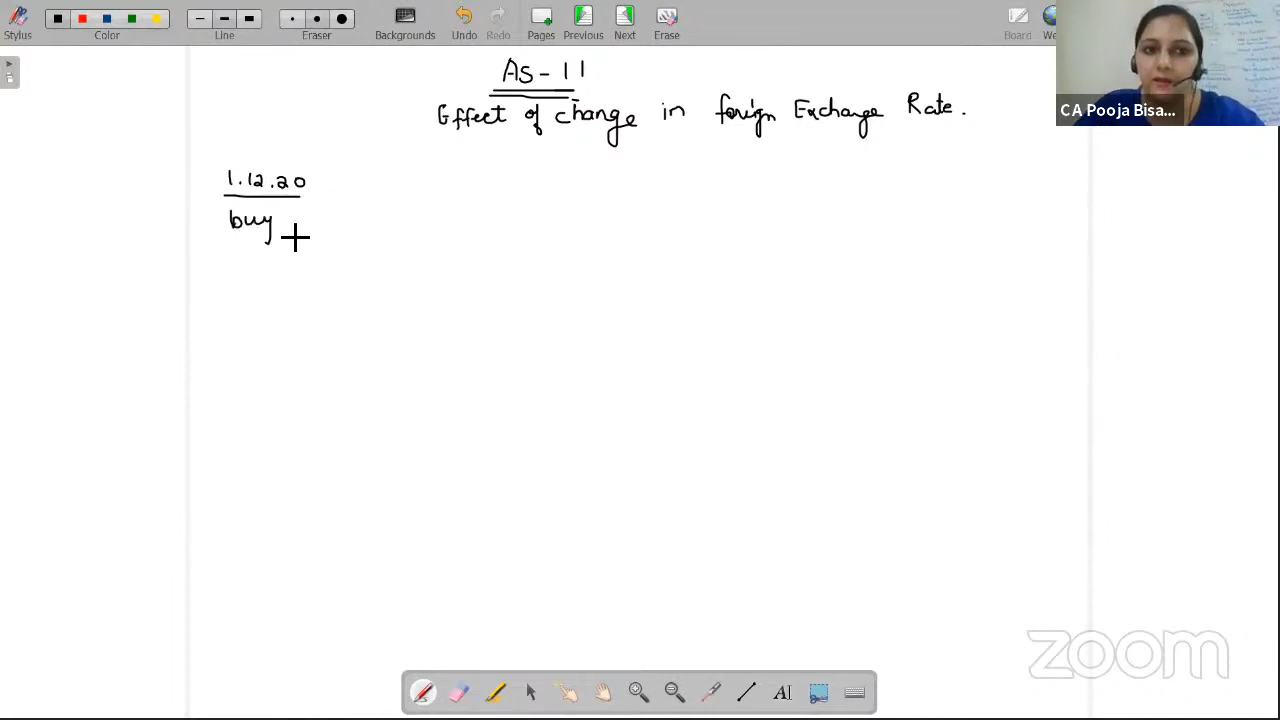 Stylus
Color
Line
Eraser
Backgrounds
Undo
Redo
Pages
Previous
Next
Erase
Board
We
CA Pooja Bisa...
As-11
Effect of change in foreign Exchange Rate.
1.12.20
buy
zoom
A